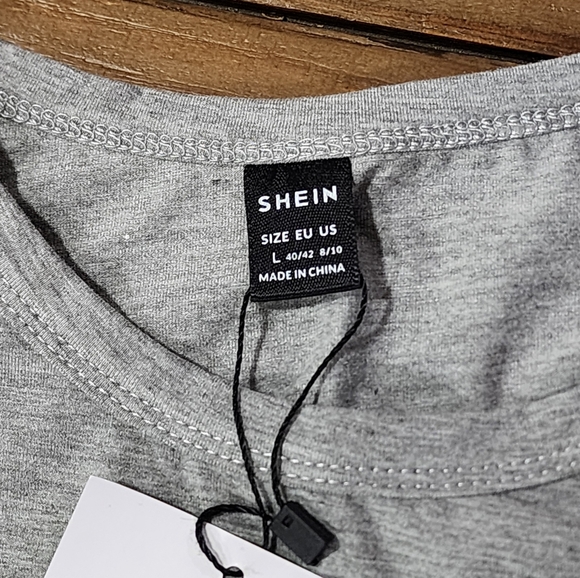 SHEIN
SIZE EU US
L 40/42 8/10
MADE IN CHINA